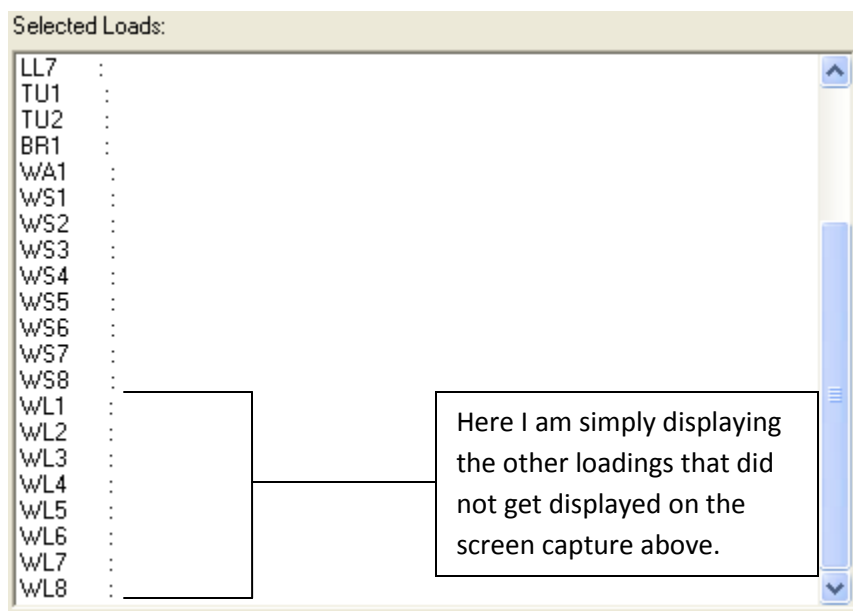 Selected Loads:
LL7 :
TU1 :
TU2 :
BR1 :
WA1 :
WS1 :
WS2 :
WS3 :
WS4 :
WS5 :
WS6 :
WS7 :
WS8 :
WL1 :
WL2 :
WL3 :
WL4 :
WL5 :
WL6 :
WL7 :
WL8 :
Here I am simply displaying
the other loadings that did
not get displayed on the
screen capture above.